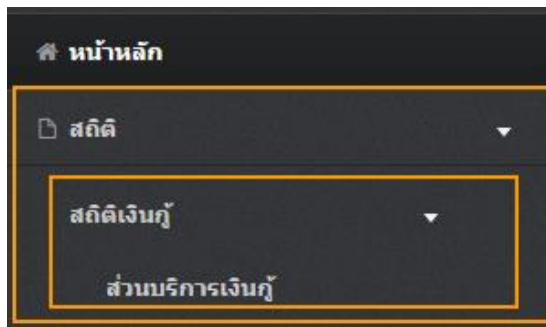 หน้าหลัก
สถิติ
สถิติเงินกู้
ส่วนบริการเงินกู้